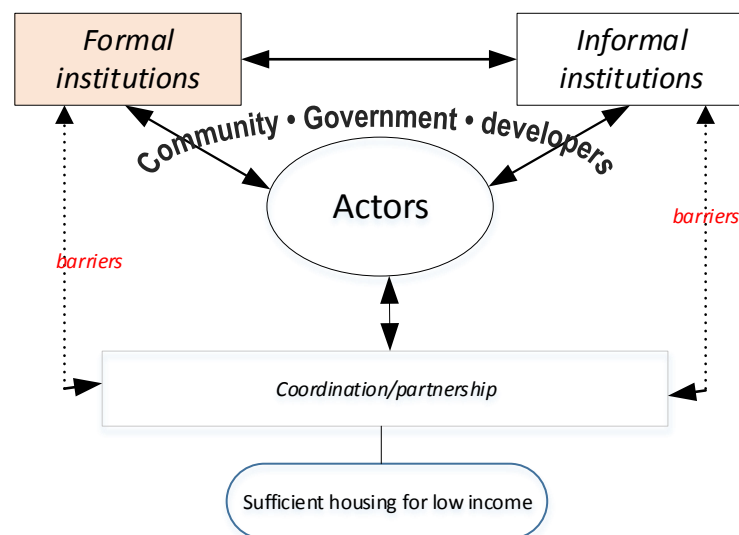 Formal
institutions
Informal
institutions
Community • Government • developers
Actors
barriers
barriers
Coordination/partnership
Sufficient housing for low income